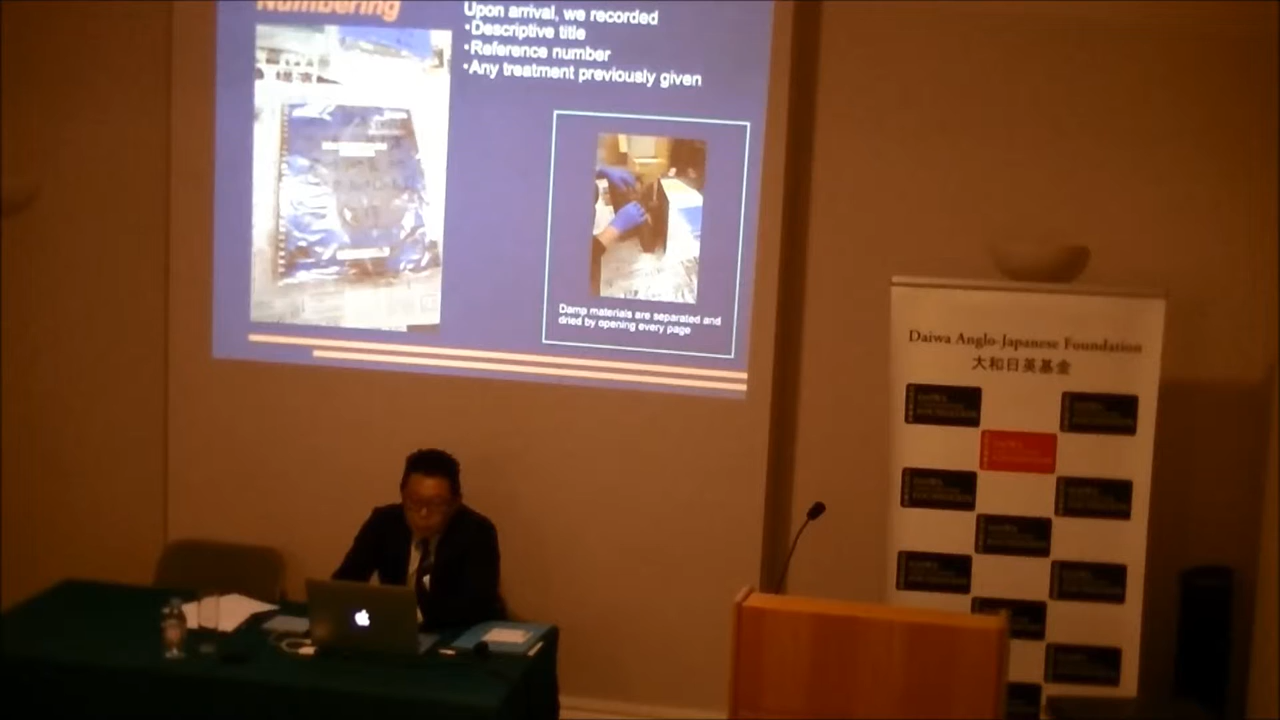 Numbering
Upon arrival, we recorded
•Descriptive title
•Reference number
•Any treatment previously given
Damp materials are separated and
dried by opening every page
Daiwa Anglo-Japanese Foundation
大和日英基金